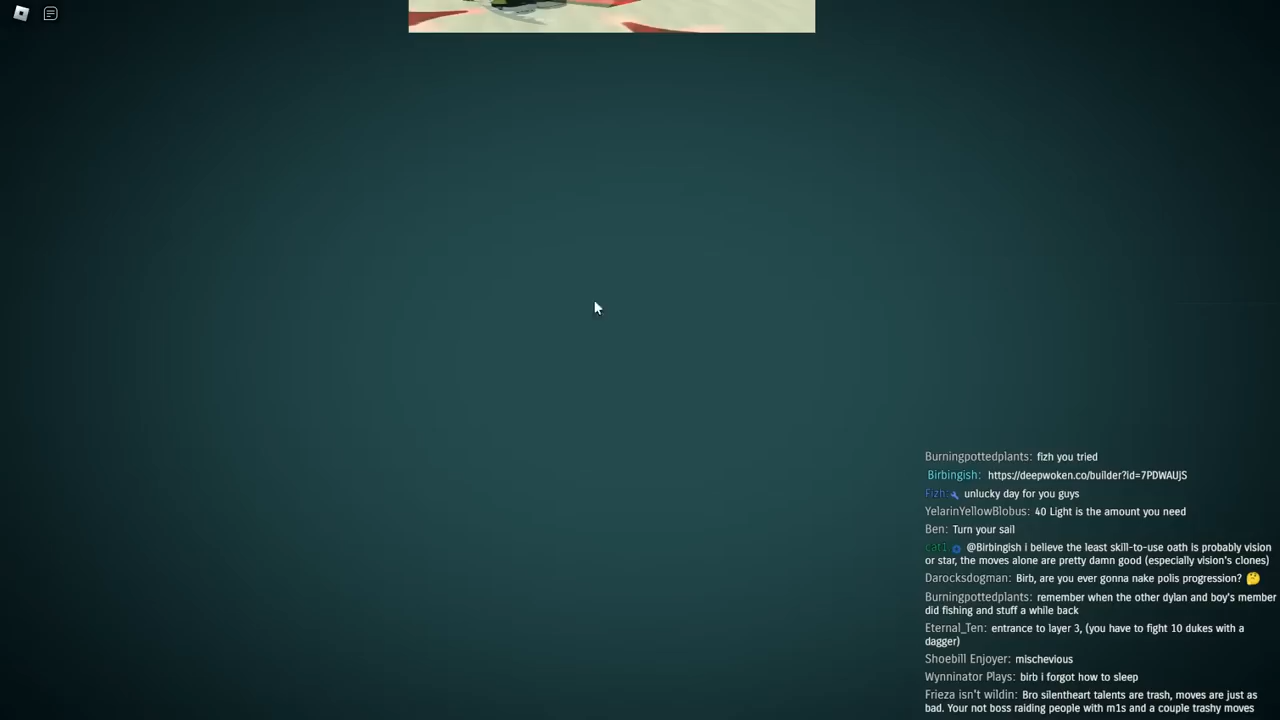 Burningpottedplants: fizh you tried
Birbingish: https://deepwoken.co/builder?id=7PDWAUjS
Fizh: unlucky day for you guys
YelarinYellowBlobus: 40 Light is the amount you need
Ben: Turn your sail
cat1: @Birbingish i believe the least skill-to-use oath is probably vision
or star, the moves alone are pretty damn good (especially vision's clones)
Darocksdogman: Birb, are you ever gonna nake polis progression? 🤔
Burningpottedplants: remember when the other dylan and boy's member
did fishing and stuff a while back
Eternal_Ten: entrance to layer 3, (you have to fight 10 dukes with a
dagger)
Shoebill Enjoyer: mischevious
Wynninator Plays: birb i forgot how to sleep
Frieza isn't wildin: Bro silentheart talents are trash, moves are just as
bad. Your not boss raiding people with m1s and a couple trashy moves